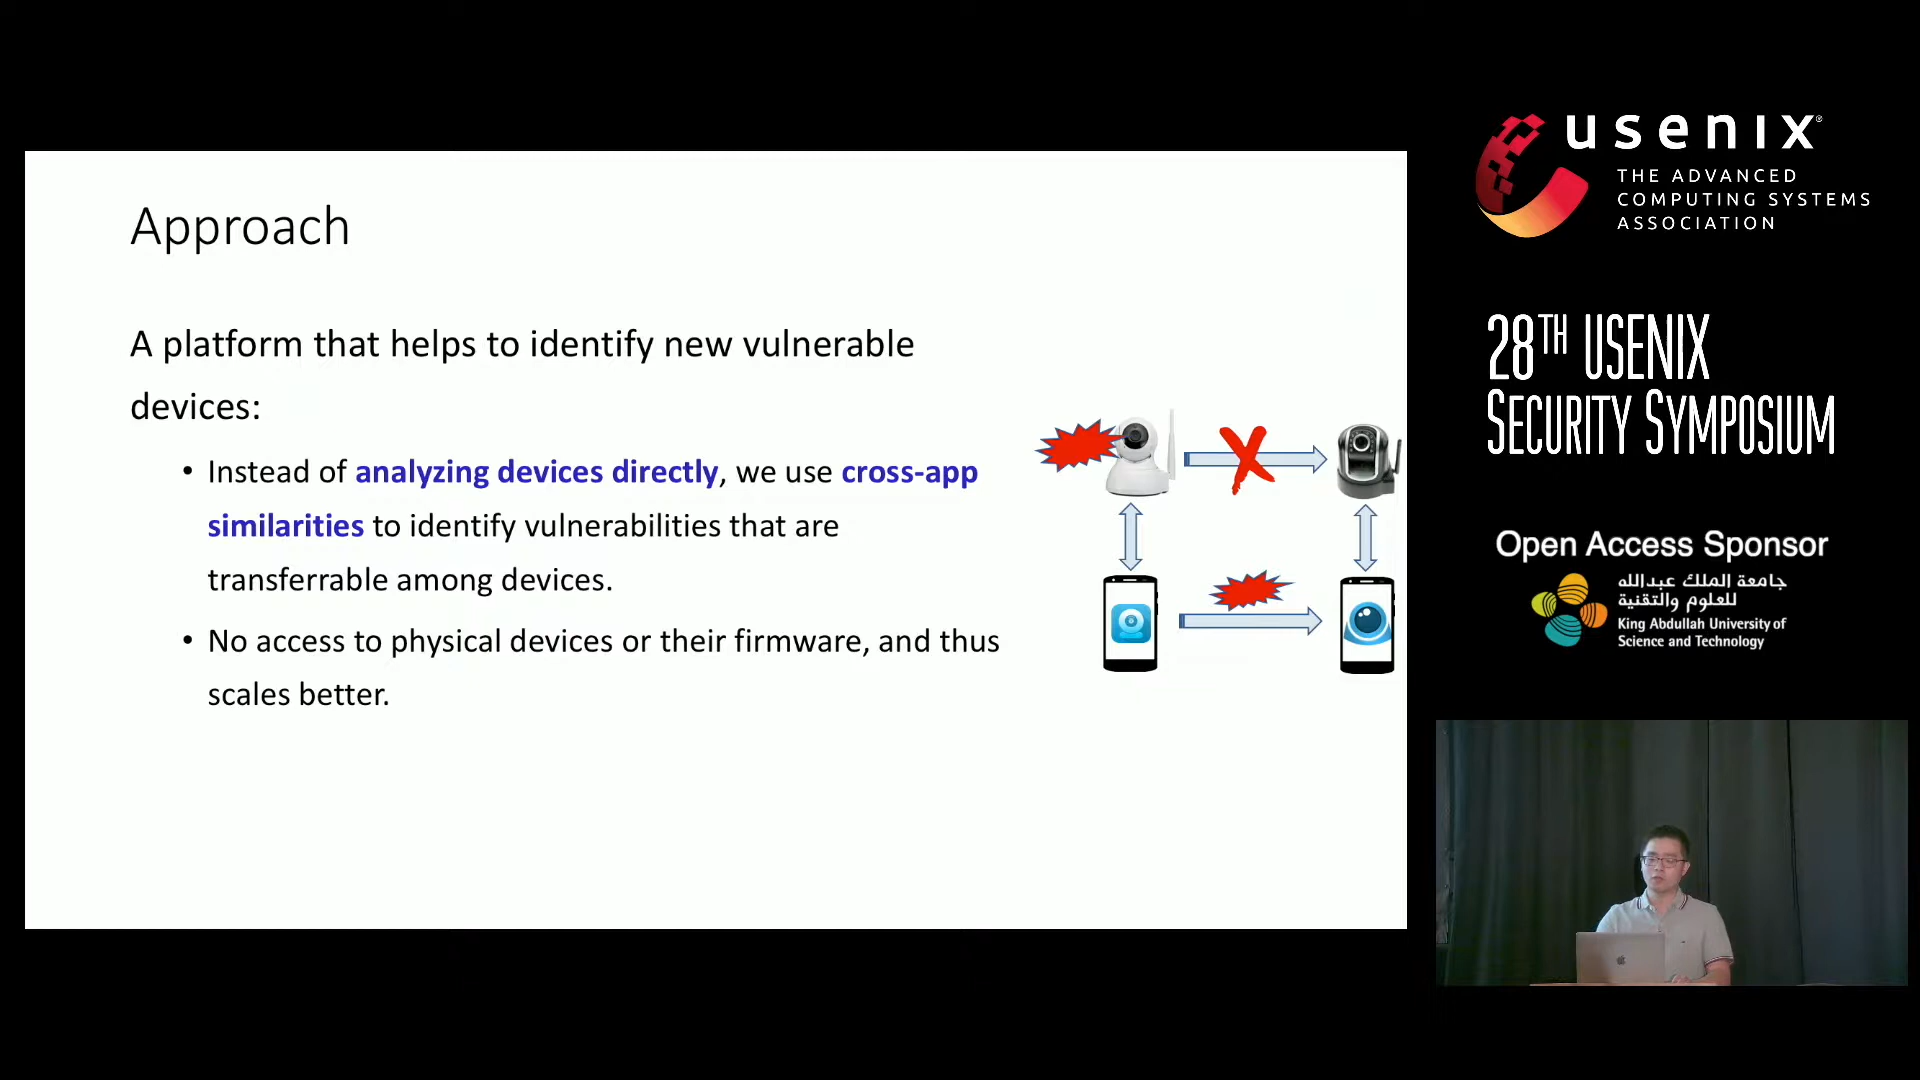 Approach
A platform that helps to identify new vulnerable
devices:
• Instead of analyzing devices directly, we use cross-app
similarities to identify vulnerabilities that are
transferrable among devices.
• No access to physical devices or their firmware, and thus
scales better.
usenix®
THE ADVANCED
COMPUTING SYSTEMS
ASSOCIATION
28TH USENIX
SECURITY SYMPOSIUM
Open Access Sponsor
جامعة الملك عبدالله
للعلوم والتقنية
King Abdullah University of
Science and Technology